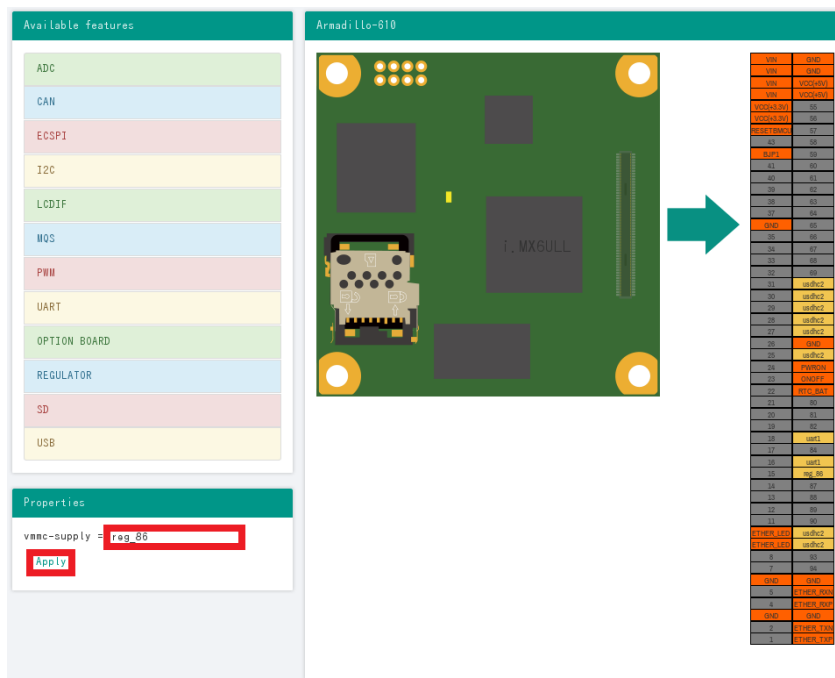 Available features
ADC
CAN
ECSPI
I2C
LCDIF
MQS
PWM
UART
OPTION BOARD
REGULATOR
SD
USB
Properties
vmmc-supply = reg_86
Apply
Armadillo-610
i.MX6ULL
VIN GND
VIN GND
VIN VCC(+5V)
VIN VCC(+5V)
VCC(+3.3V) 55
VCC(+3.3V) 56
RESETBMCU 57
43 58
BJP1 59
41 60
40 61
39 62
38 63
37 64
GND 65
35 66
34 67
33 68
32 69
31 usdhc2
30 usdhc2
29 usdhc2
28 usdhc2
27 usdhc2
26 GND
25 usdhc2
24 PWRON
23 ONOFF
22 RTC_BAT
21 80
20 81
19 82
18 uart1
17 84
16 uart1
15 reg_86
14 87
13 88
12 89
11 90
ETHER_LED usdhc2
ETHER_LED usdhc2
8 93
7 94
GND GND
5 ETHER_RXN
4 ETHER_RXP
GND GND
2 ETHER_TXN
1 ETHER_TXP